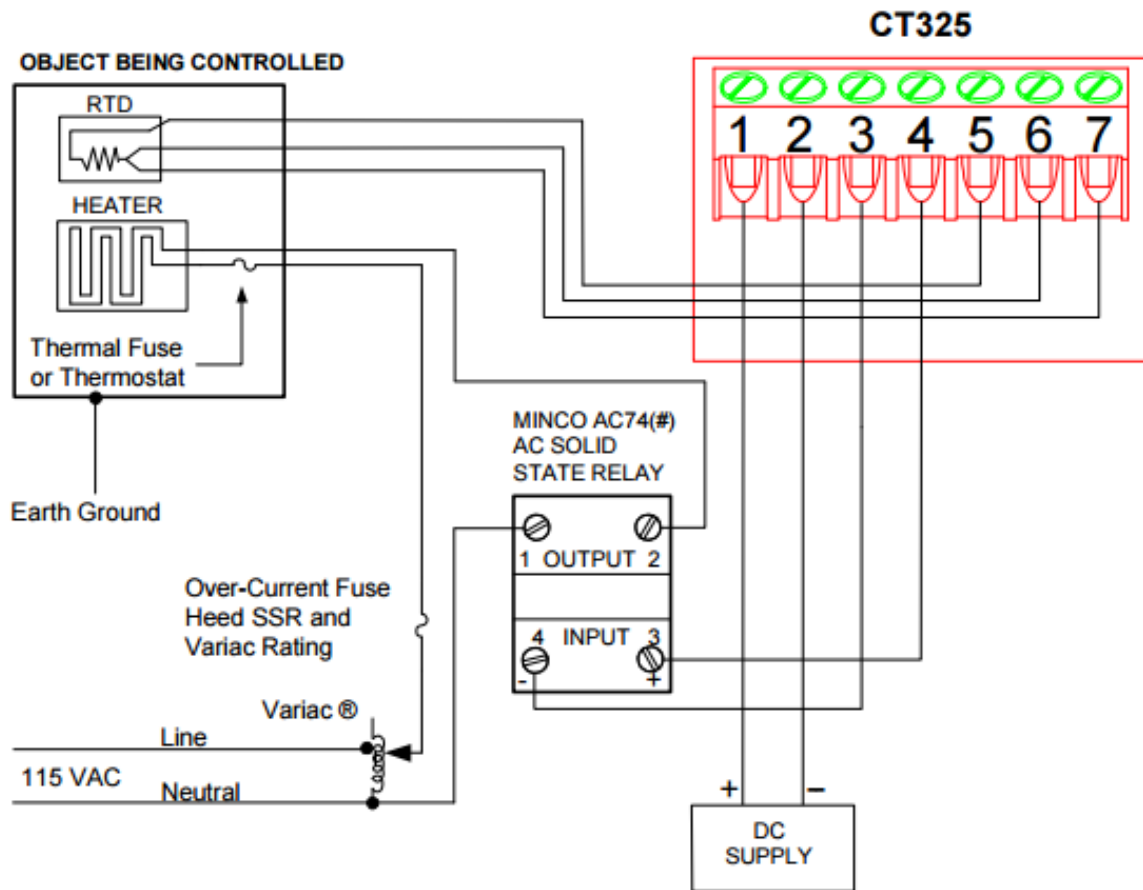 CT325
OBJECT BEING CONTROLLED
RTD
1 2 3 4 5 6 7
HEATER
Thermal Fuse
or Thermostat
MINCO AC74(#)
AC SOLID
STATE RELAY
Earth Ground
1 OUTPUT 2
Over-Current Fuse
Heed SSR and
Variac Rating
4 INPUT 3
- +
Variac ®
Line
115 VAC
Neutral
+ –
DC
SUPPLY